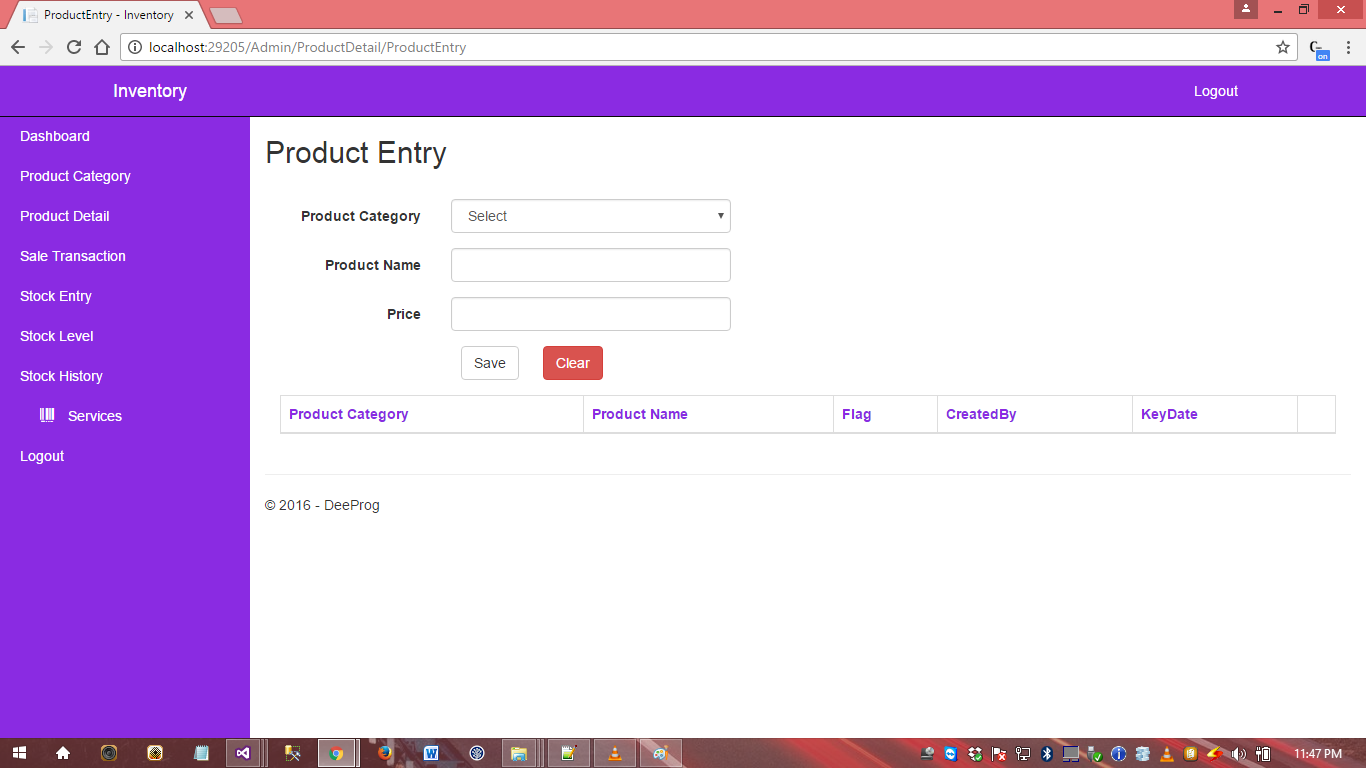 ProductEntry - Inventory
localhost:29205/Admin/ProductDetail/ProductEntry
on
Inventory
Logout
Dashboard
Product Category
Product Detail
Sale Transaction
Stock Entry
Stock Level
Stock History
Services
Logout
Product Entry
Product Category
Select
Product Name
Price
Save
Clear
Product Category Product Name Flag CreatedBy KeyDate
© 2016 - DeeProg
11:47 PM